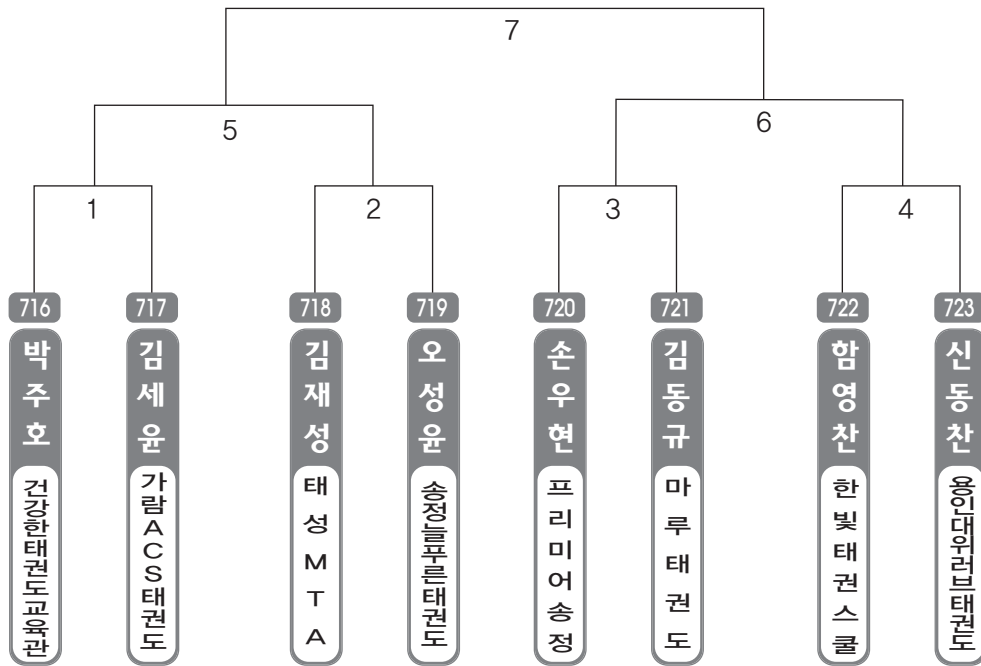 7
5
6
1
2
3
4
716
717
718
719
720
721
722
723
박주호
김세윤
김재성
오성윤
손우현
김동규
함영찬
신동찬
건강한태권도교육관
가람ACS태권도
태성MTA
송정늘푸른태권도
프리미어송정
마루태권도
한빛태권스쿨
용인대위러브태권도